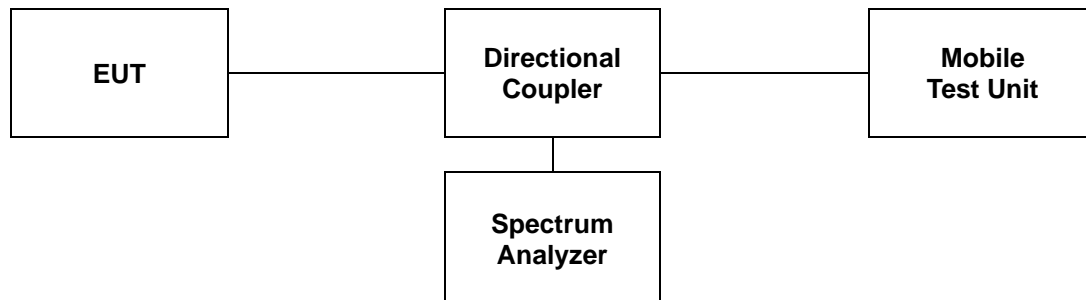 EUT
Directional
Coupler
Mobile
Test Unit
Spectrum
Analyzer